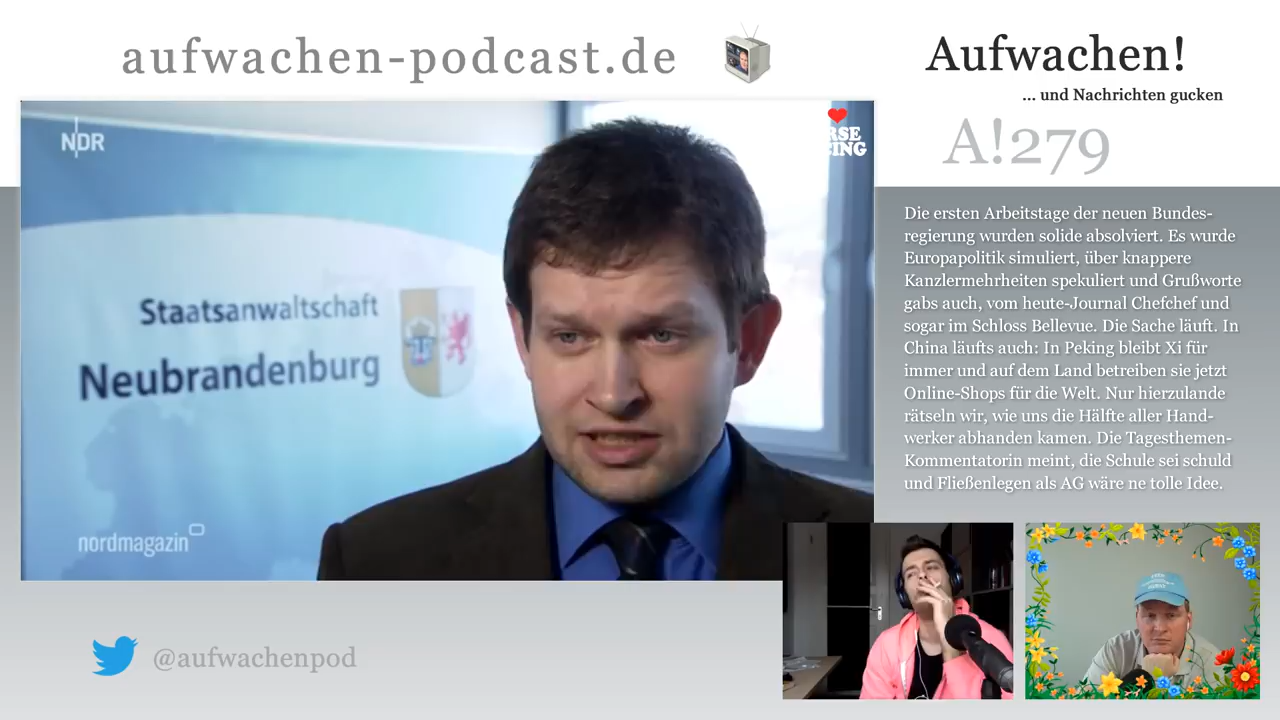 aufwachen-podcast.de
Aufwachen!
... und Nachrichten gucken
A!279
NDR
Staatsanwaltschaft
Neubrandenburg
nordmagazin
Die ersten Arbeitstage der neuen Bundes-
regierung wurden solide absolviert. Es wurde
Europapolitik simuliert, über knappere
Kanzlermehrheiten spekuliert und Grußworte
gabs auch, vom heute-Journal Chefchef und
sogar im Schloss Bellevue. Die Sache läuft. In
China läufts auch: In Peking bleibt Xi für
immer und auf dem Land betreiben sie jetzt
Online-Shops für die Welt. Nur hierzulande
rätseln wir, wie uns die Hälfte aller Hand-
werker abhanden kamen. Die Tagesthemen-
Kommentatorin meint, die Schule sei schuld
und Fließenlegen als AG wäre ne tolle Idee.
@aufwachenpod